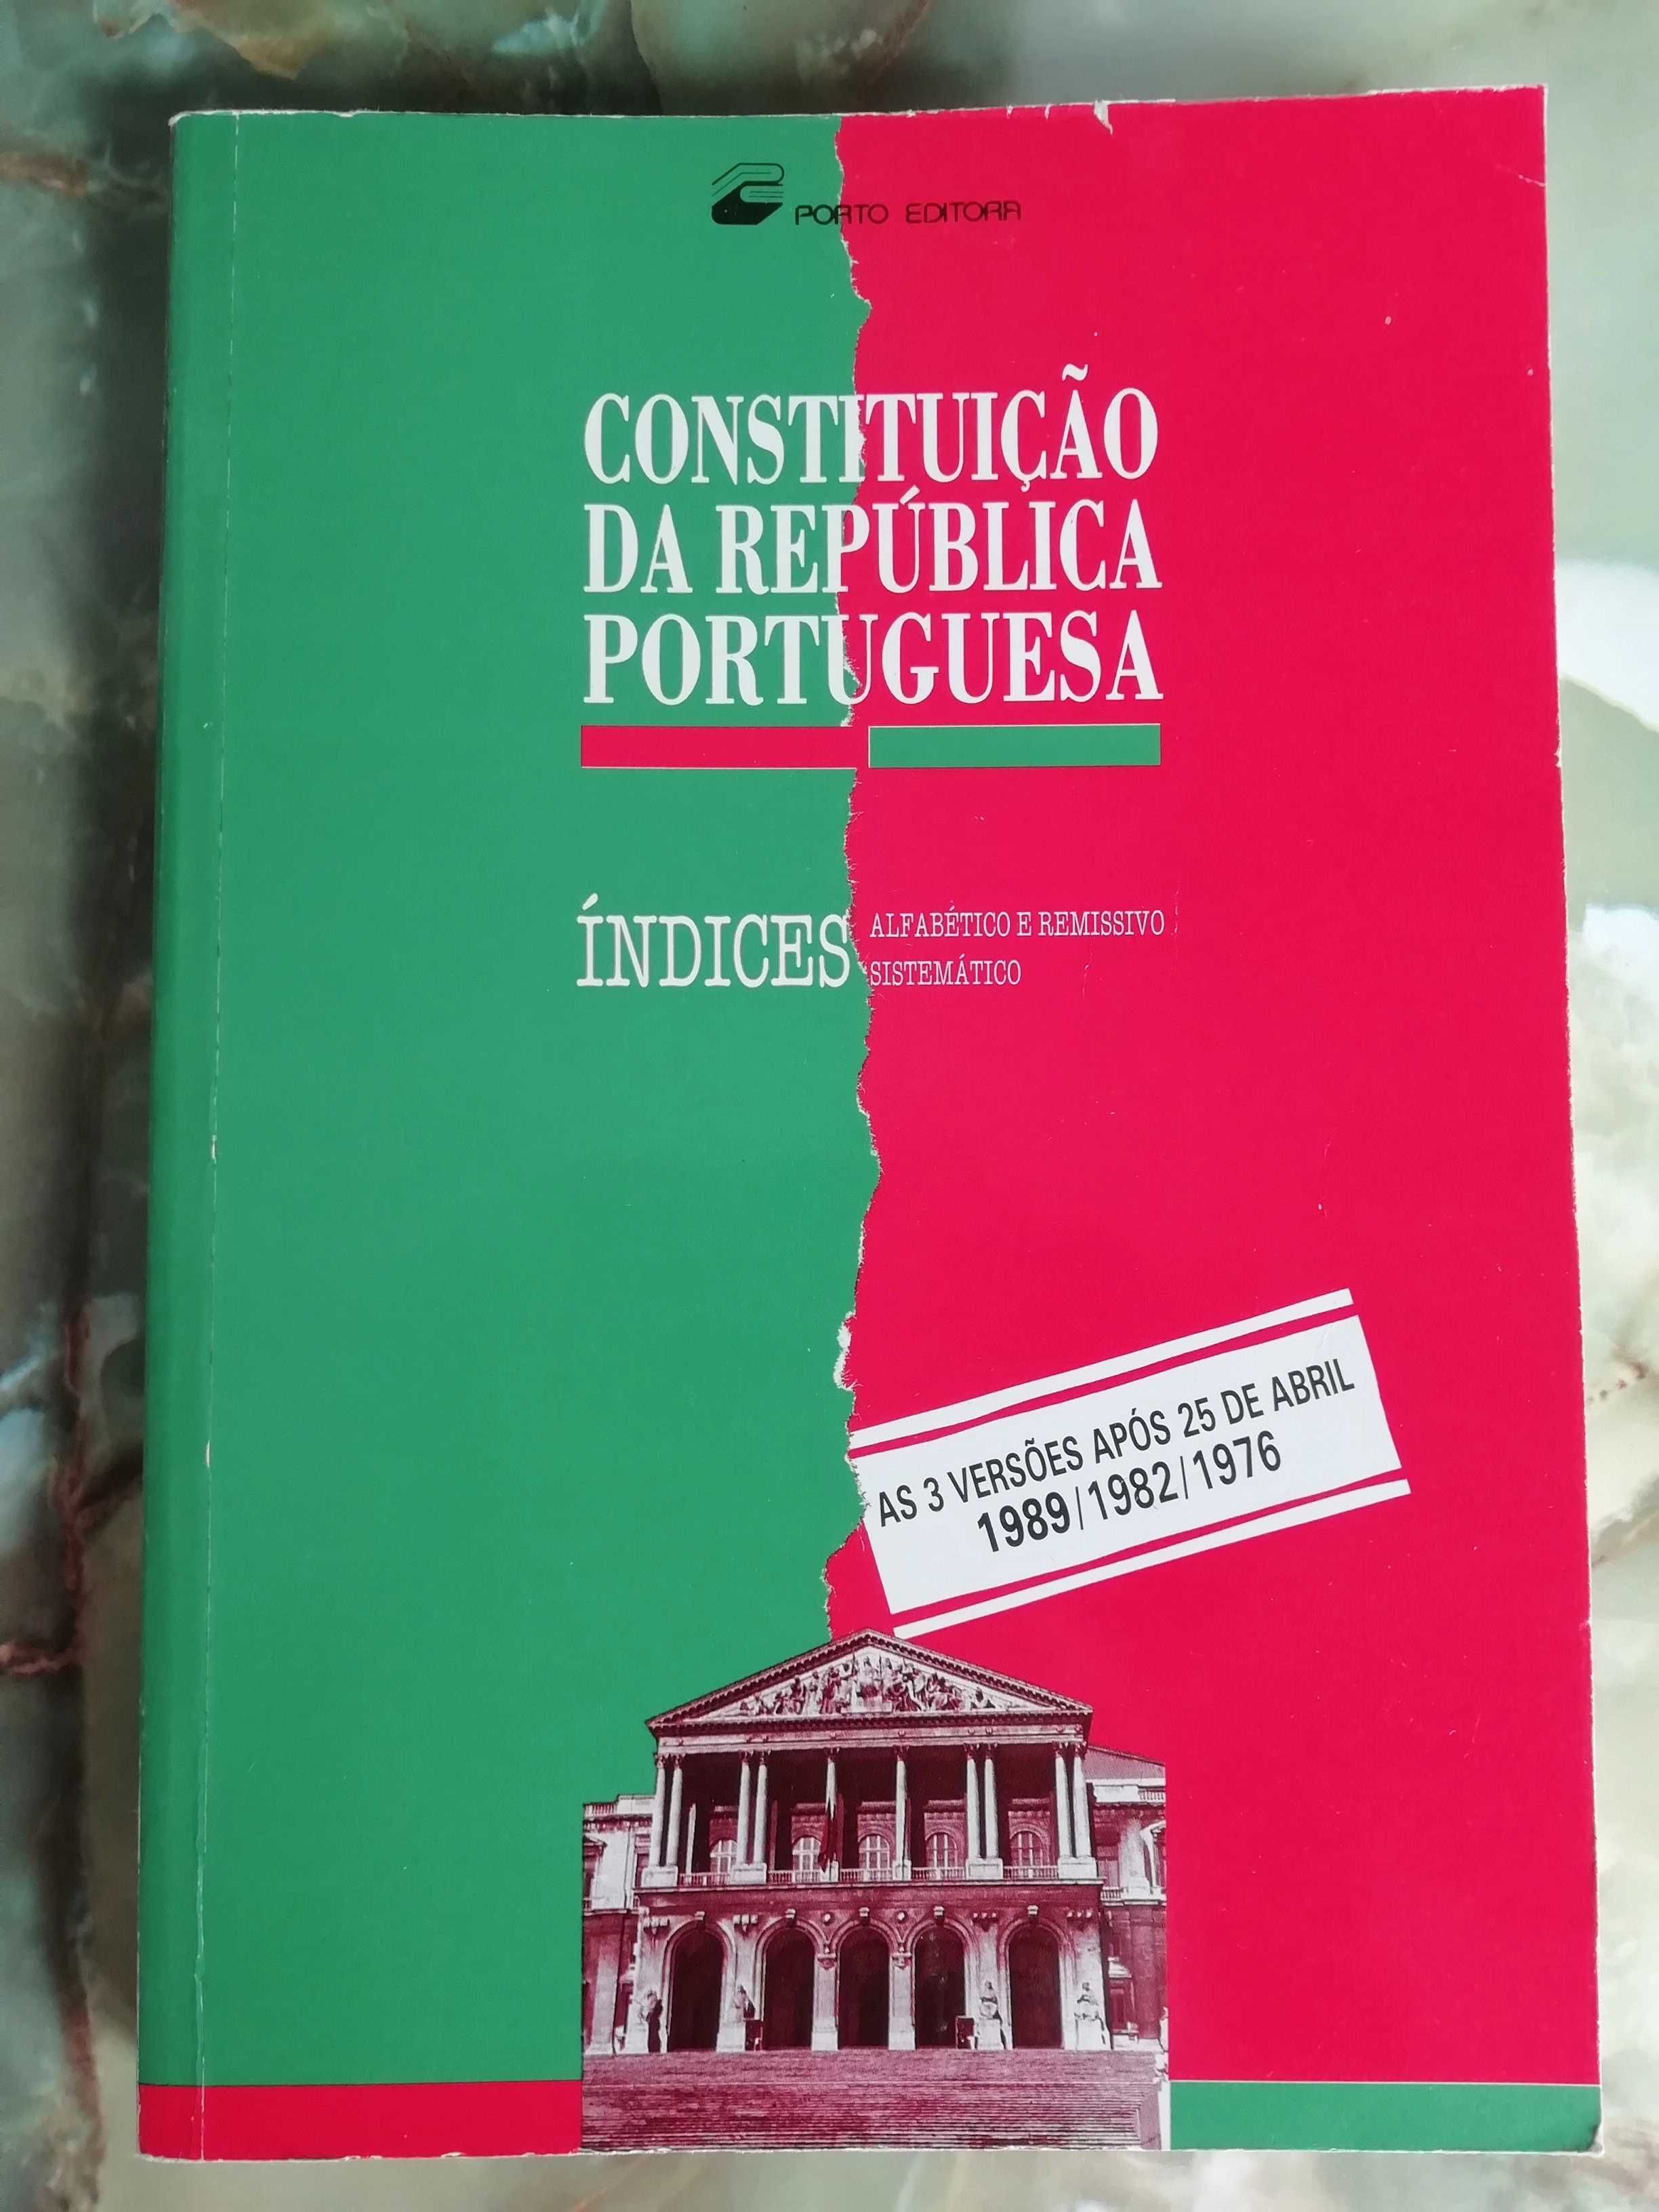 PORTO EDITORA
CONSTITUIÇÃO
DA REPÚBLICA
PORTUGUESA
ÍNDICES
ALFABÉTICO E REMISSIVO
SISTEMÁTICO
AS 3 VERSÕES APÓS 25 DE ABRIL
1989/1982/1976